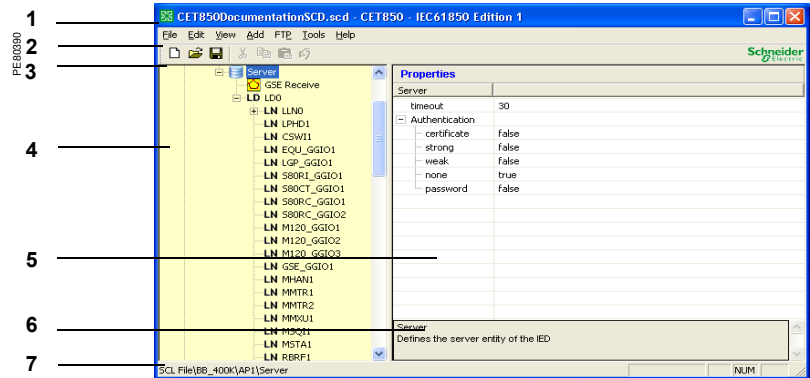 1
CET850DocumentationSCD.scd - CET850 - IEC61850 Edition 1
File Edit View Add FTP Tools Help
2
PE80390
Schneider
Electric
3
Server
GSE Receive
LD LD0
LN LLN0
LN LPHD1
LN CSWI1
4
LN EQU_GGIO1
LN LGP_GGIO1
LN S80RI_GGIO1
LN S80CT_GGIO1
LN S80RC_GGIO1
LN S80RC_GGIO2
LN M120_GGIO1
LN M120_GGIO2
LN M120_GGIO3
5
LN GSE_GGIO1
LN MHAN1
LN MMTR1
LN MMTR2
LN MMXU1
LN MSQI1
LN MSTA1
LN RBRF1
Properties
Server
timeout 30
Authentication
certificate false
strong false
weak false
none true
password false
6
Server
Defines the server entity of the IED
7
SCL File\BB_400K\AP1\Server
NUM